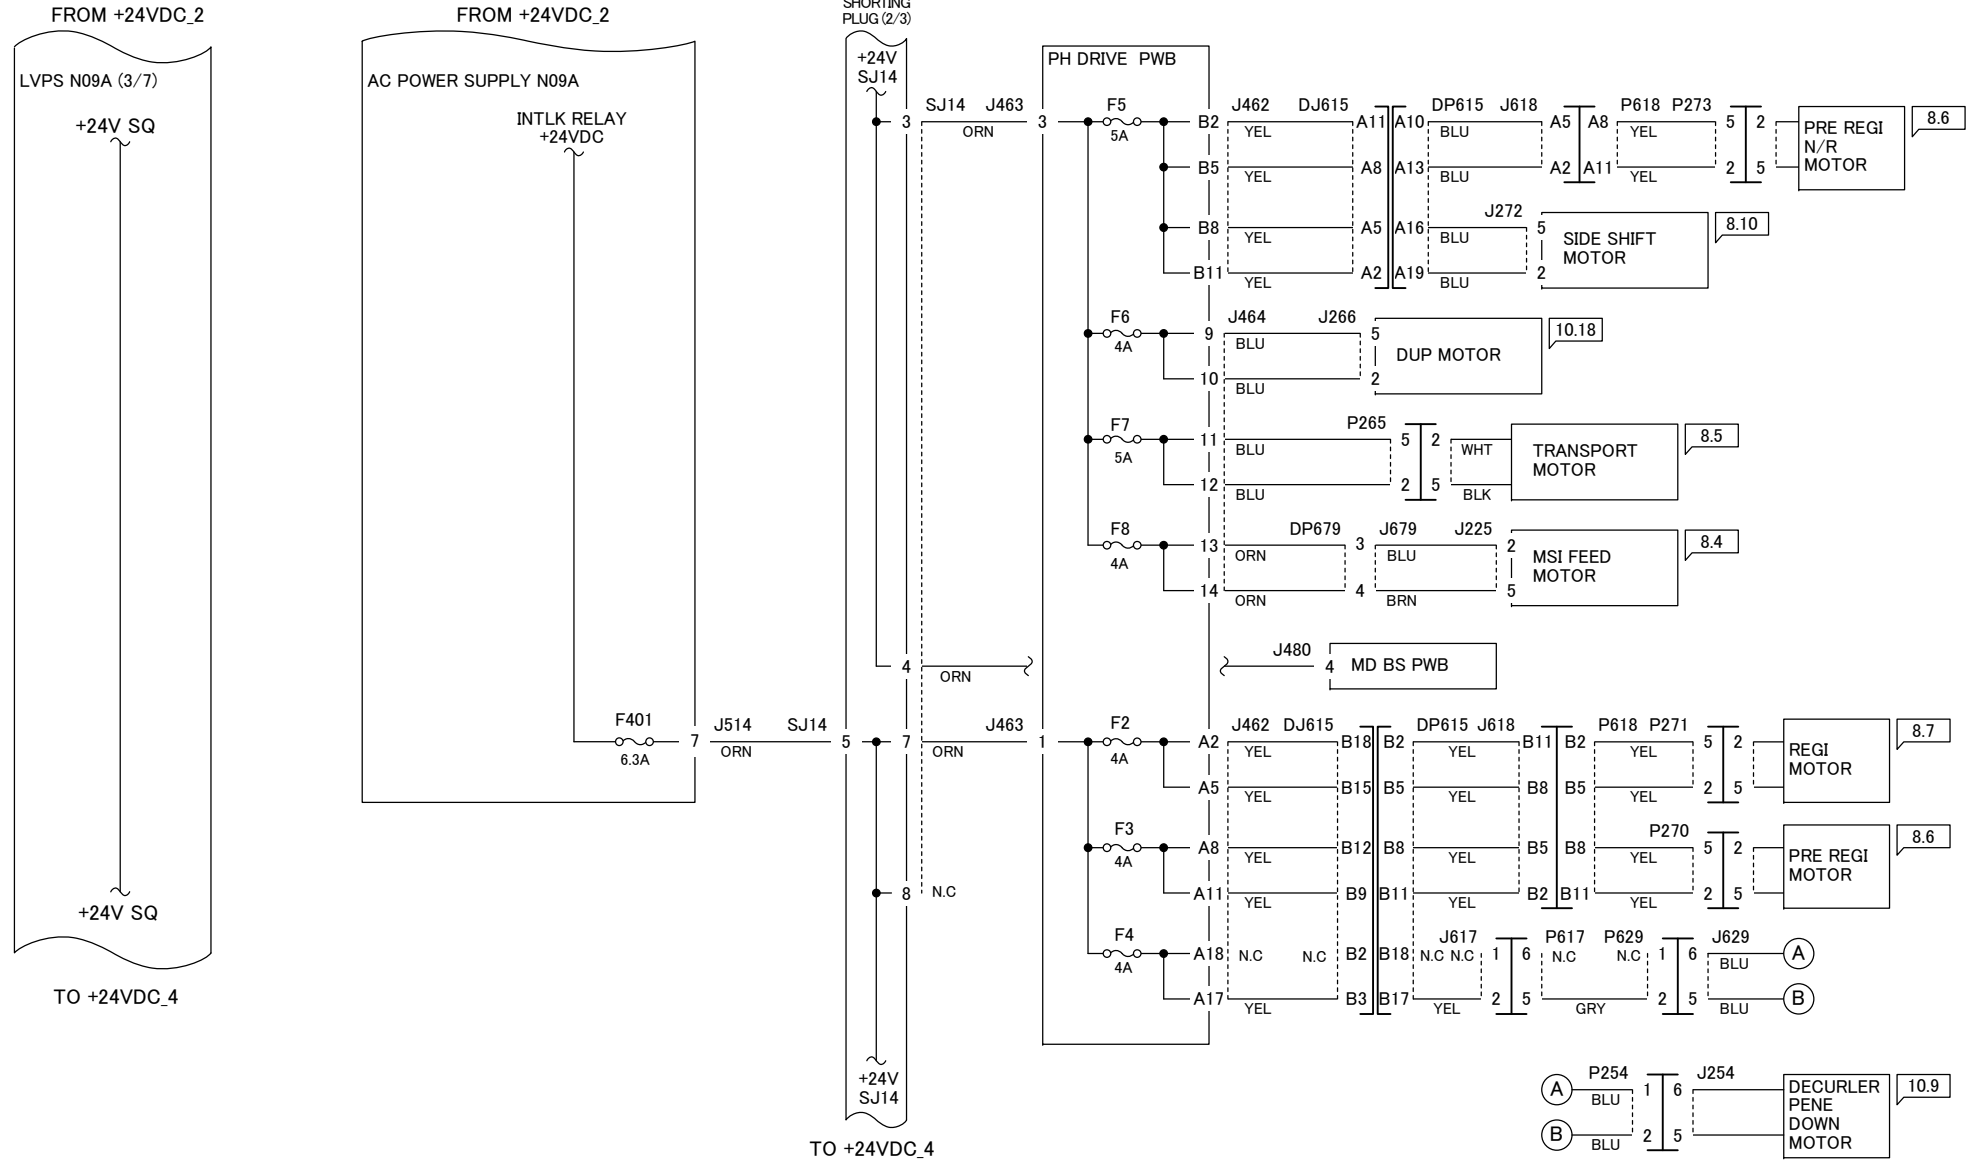 FROM +24VDC_2
FROM +24VDC_2
SHORTING
PLUG (2/3)
LVPS N09A (3/7)
+24V SQ
+24V SQ
TO +24VDC_4
AC POWER SUPPLY N09A
INTLK RELAY
+24VDC
F401
6.3A
7
J514
SJ14
ORN
5
+24V
SJ14
3
4
7
8
N.C
+24V
SJ14
TO +24VDC_4
SJ14 J463
ORN
3
ORN
J463
ORN
1
PH DRIVE PWB
F5
5A
B2
B5
B8
B11
J462 DJ615
YEL
YEL
YEL
YEL
A11 A10
A8 A13
A5 A16
A2 A19
DP615 J618
BLU
BLU
A5 A8
A2 A11
P618 P273
YEL
YEL
5 2
2 5
PRE REGI
N/R
MOTOR
8.6
J272
BLU
BLU
5
2
SIDE SHIFT
MOTOR
8.10
F6
4A
9
10
J464 J266
BLU
BLU
5
2
DUP MOTOR
10.18
F7
5A
11
12
P265
BLU
BLU
5 2
2 5
WHT
BLK
TRANSPORT
MOTOR
8.5
F8
4A
13
14
DP679 J679 J225
ORN
ORN
3
4
BLU
BRN
2
5
MSI FEED
MOTOR
8.4
J480
4 MD BS PWB
F2
4A
A2
A5
J462 DJ615
YEL
YEL
B18 B2
B15 B5
DP615 J618
YEL
YEL
B11 B2
B8 B5
P618 P271
YEL
YEL
5 2
2 5
REGI
MOTOR
8.7
F3
4A
A8
A11
YEL
YEL
B12 B8
B9 B11
YEL
YEL
B5 B8
B2 B11
P270
YEL
YEL
5 2
2 5
PRE REGI
MOTOR
8.6
F4
4A
A18
A17
N.C N.C
YEL
B2 B18
B3 B17
J617
N.C N.C
YEL
1 6
2 5
P617 P629
N.C N.C
GRY
1 6
2 5
J629
BLU
BLU
A
B
A
B
P254
BLU
BLU
1 6
2 5
J254
DECURLER
PENE
DOWN
MOTOR
10.9